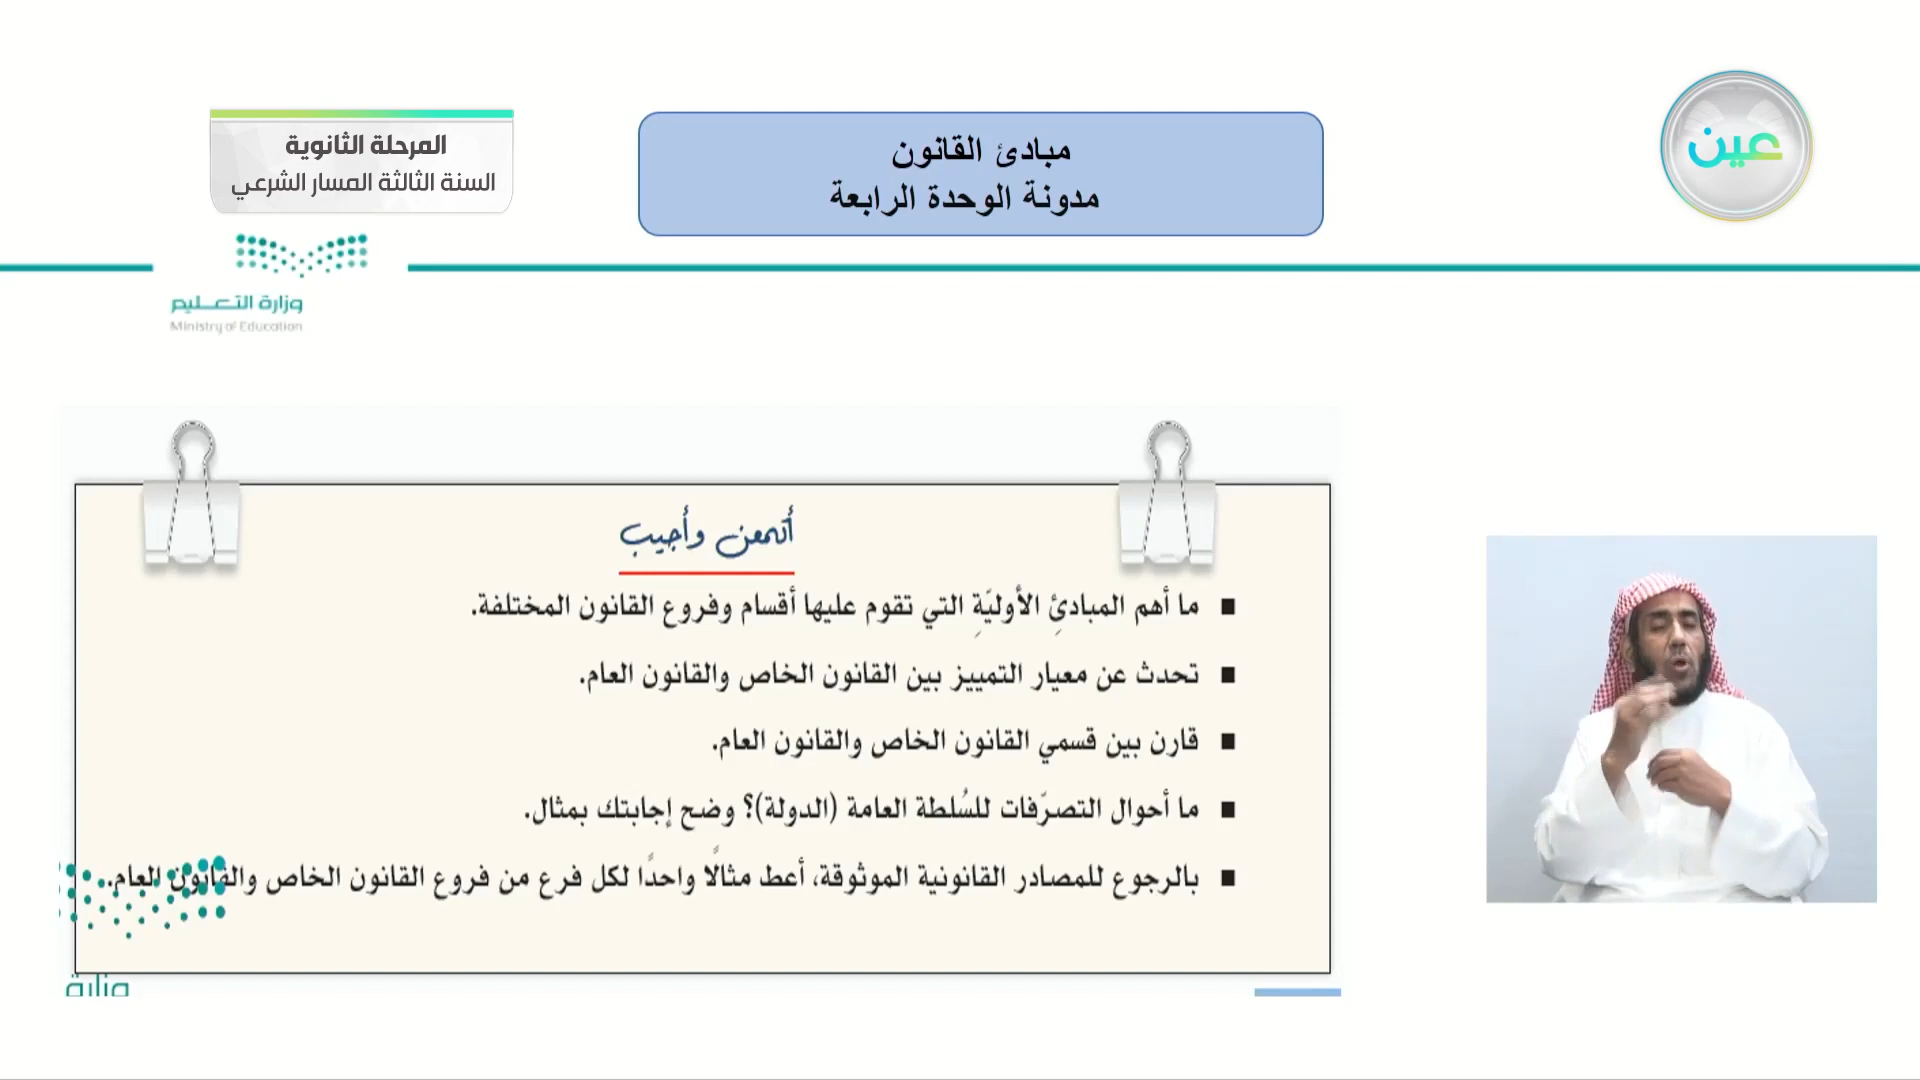 المرحلة الثانوية
السنة الثالثة المسار الشرعي
مبادئ القانون
مدونة الوحدة الرابعة
عين
وزارة التعليم
Ministry of Education
أتمعن وأجيب
■ ما أهم المبادئِ الأوليّةِ التي تقوم عليها أقسام وفروع القانون المختلفة.
■ تحدث عن معيار التمييز بين القانون الخاص والقانون العام.
■ قارن بين قسمي القانون الخاص والقانون العام.
■ ما أحوال التصرّفات للسُلطة العامة (الدولة)؟ وضح إجابتك بمثال.
■ بالرجوع للمصادر القانونية الموثوقة، أعط مثالًا واحدًا لكل فرع من فروع القانون الخاص والقانون العام.
وزارة